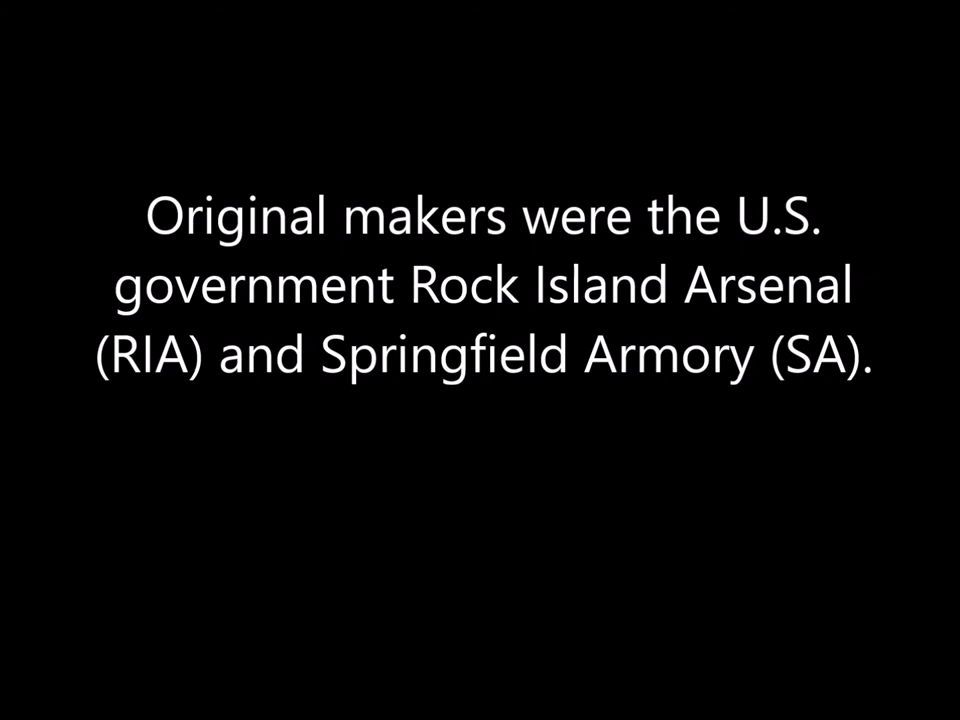 Original makers were the U.S.
government Rock Island Arsenal
(RIA) and Springfield Armory (SA).